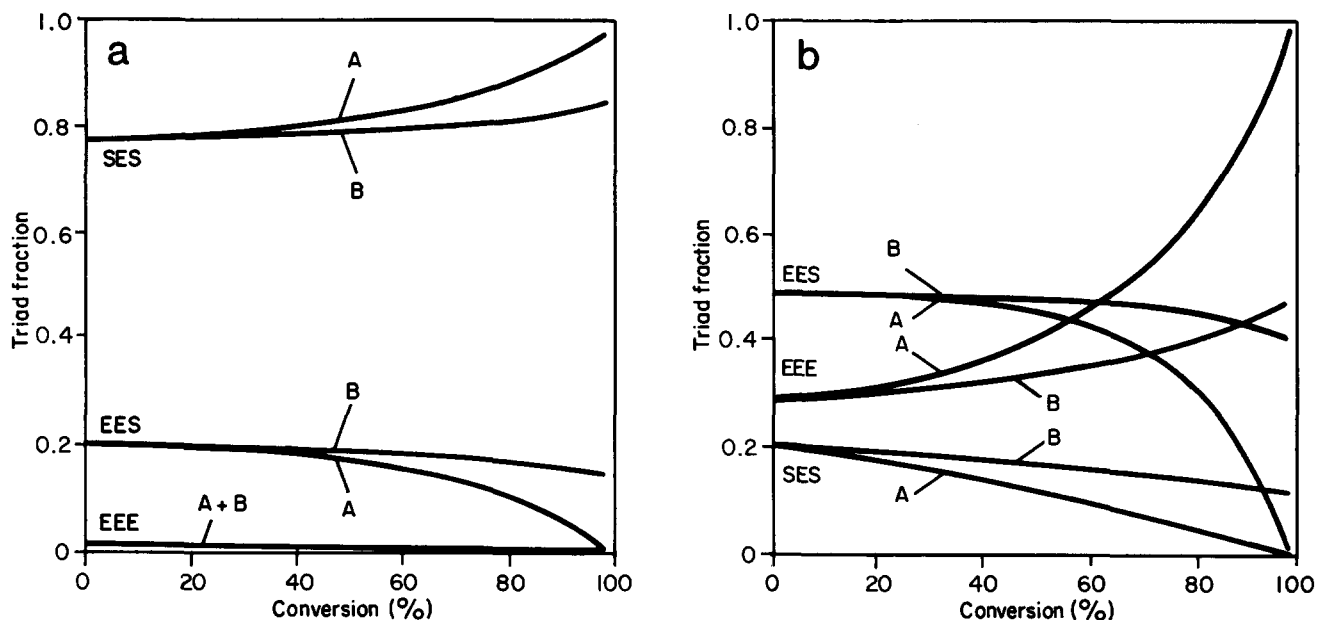 a
1.0
0.8
0.6
0.4
0.2
0
Triad fraction
A
B
SES
EES
B
A
EEE
A + B
0
20
40
60
80
100
Conversion (%)
b
1.0
0.8
0.6
0.4
0.2
0
Triad fraction
EES
B
A
A
EEE
B
B
SES
A
0
20
40
60
80
100
Conversion (%)